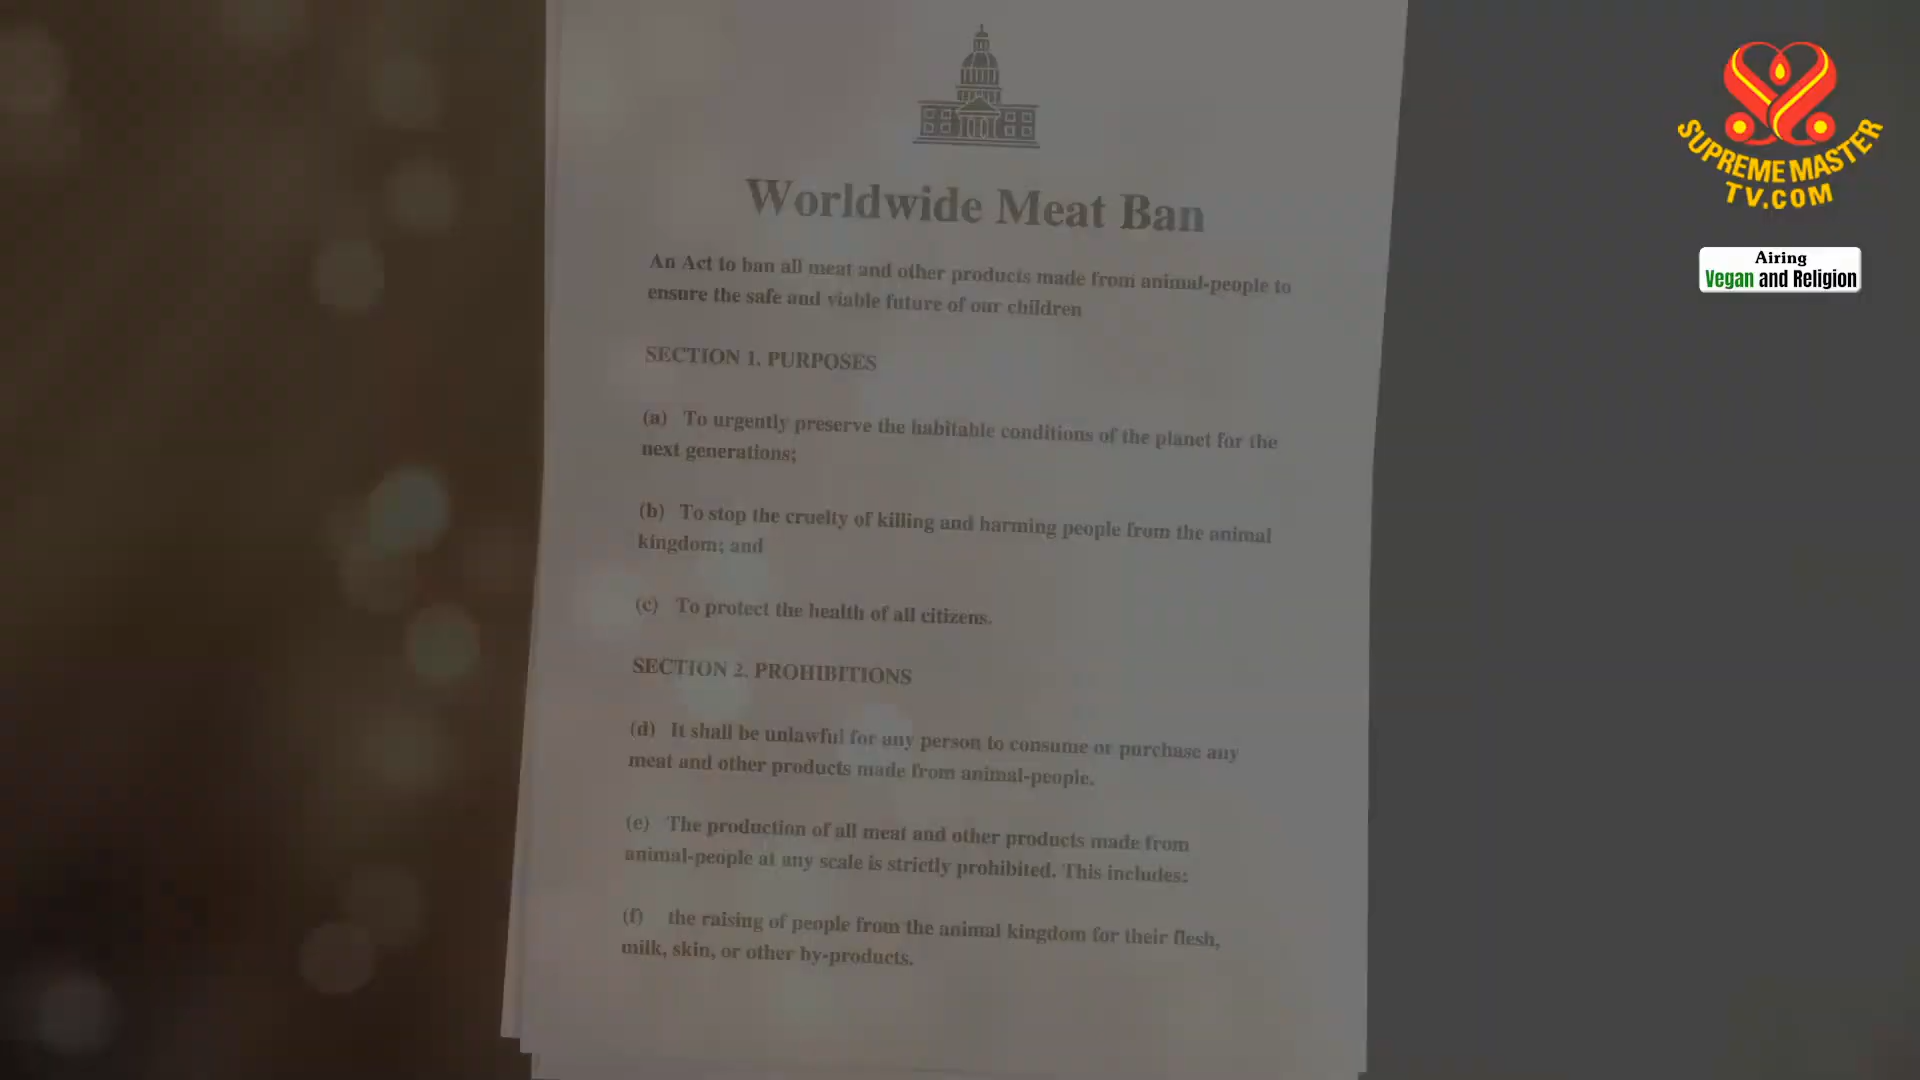 Worldwide Meat Ban
An Act to ban all meat and other products made from animal-people to
ensure the safe and viable future of our children
SECTION 1. PURPOSES
(a) To urgently preserve the habitable conditions of the planet for the
next generations;
(b) To stop the cruelty of killing and harming people from the animal
kingdom; and
(c) To protect the health of all citizens.
SECTION 2. PROHIBITIONS
(d) It shall be unlawful for any person to consume or purchase any
meat and other products made from animal-people.
(e) The production of all meat and other products made from
animal-people at any scale is strictly prohibited. This includes:
(f) the raising of people from the animal kingdom for their flesh,
milk, skin, or other by-products.
SUPREME MASTER
TV.COM
Airing
Vegan and Religion